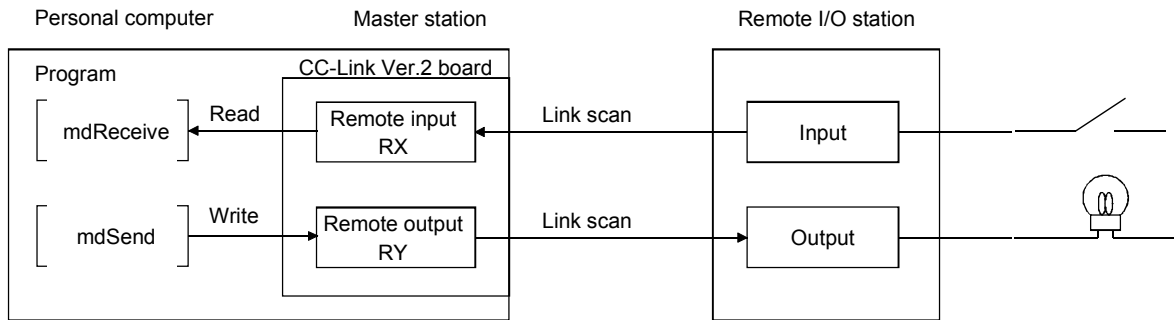 Personal computer
Master station
Remote I/O station
Program
CC-Link Ver.2 board
mdReceive
Read
Remote input
RX
Link scan
Input
mdSend
Write
Remote output
RY
Link scan
Output